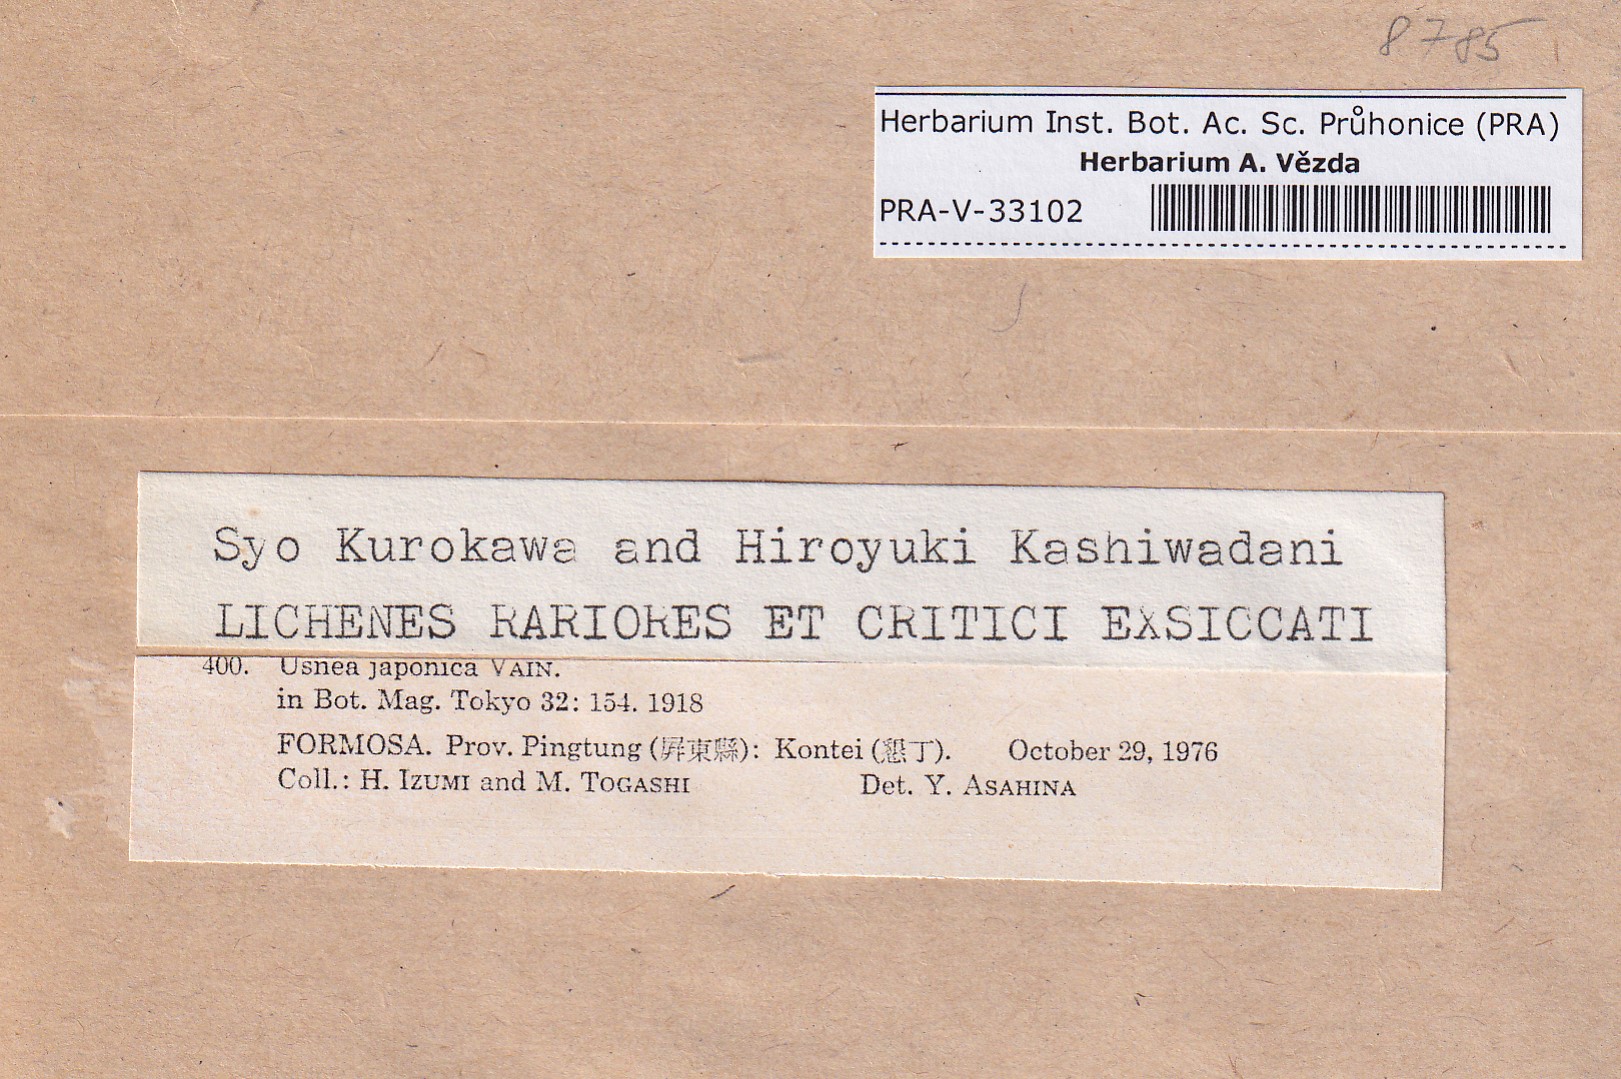 8785
Herbarium Inst. Bot. Ac. Sc. Průhonice (PRA)
Herbarium A. Vězda
PRA-V-33102
Syo Kurokawa and Hiroyuki Kashiwadani
LICHENES RARIORES ET CRITICI EXSICCATI
400. Usnea japonica VAIN.
in Bot. Mag. Tokyo 32: 154. 1918
FORMOSA. Prov. Pingtung (屛東縣): Kontei (懇丁). October 29, 1976
Coll.: H. IZUMI and M. TOGASHI Det. Y. ASAHINA